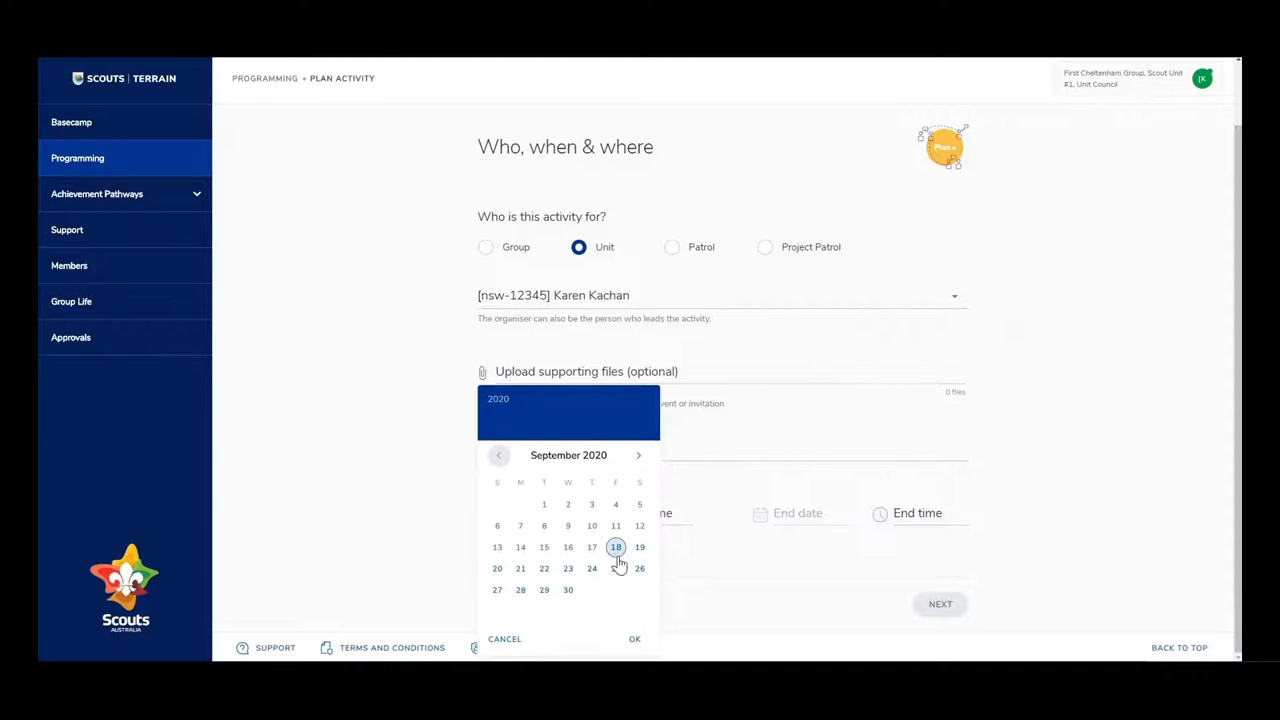 SCOUTS | TERRAIN
PROGRAMMING • PLAN ACTIVITY
First Cheltenham Group, Scout Unit
#1, Unit Council
[K
Basecamp
Programming
Achievement Pathways
Support
Members
Group Life
Approvals
Scouts
AUSTRALIA
Who, when & where
Plan
Who is this activity for?
Group Unit Patrol Project Patrol
[nsw-12345] Karen Kachan
The organiser can also be the person who leads the activity.
Upload supporting files (optional)
0 files
vent or invitation
2020
September 2020
S M T W T F S
1 2 3 4 5
6 7 8 9 10 11 12
13 14 15 16 17 18 19
20 21 22 23 24 26
27 28 29 30
CANCEL OK
me End date End time
NEXT
SUPPORT TERMS AND CONDITIONS BACK TO TOP